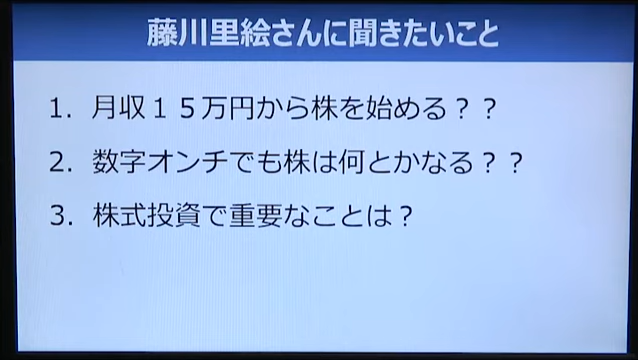 藤川里絵さんに聞きたいこと
1. 月収１５万円から株を始める？？
2. 数字オンチでも株は何とかなる？？
3. 株式投資で重要なことは？